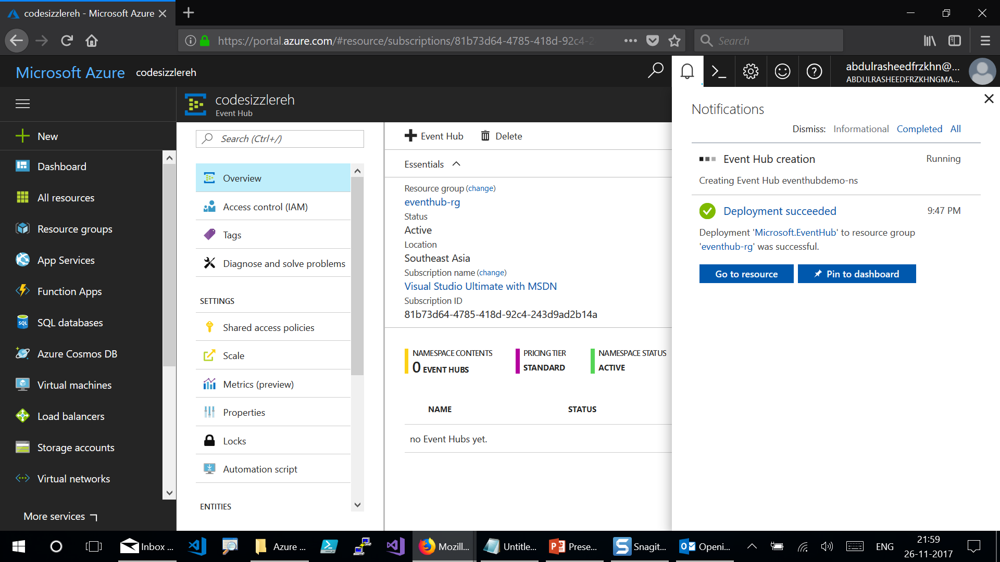 codesizzlereh - Microsoft Azure
https://portal.azure.com/#resource/subscriptions/81b73d64-4785-418d-92c4-2
Search
Microsoft Azure
codesizzlereh
abdulrasheedfrzkhn@...
ABDULRASHEEDFRZKHNGMA...
New
Dashboard
All resources
Resource groups
App Services
Function Apps
SQL databases
Azure Cosmos DB
Virtual machines
Load balancers
Storage accounts
Virtual networks
More services
codesizzlereh
Event Hub
Search (Ctrl+/)
Overview
Access control (IAM)
Tags
Diagnose and solve problems
SETTINGS
Shared access policies
Scale
Metrics (preview)
Properties
Locks
Automation script
ENTITIES
Event Hub
Delete
Essentials
Resource group (change)
eventhub-rg
Status
Active
Location
Southeast Asia
Subscription name (change)
Visual Studio Ultimate with MSDN
Subscription ID
81b73d64-4785-418d-92c4-243d9ad2b14a
NAMESPACE CONTENTS
0 EVENT HUBS
PRICING TIER
STANDARD
NAMESPACE STATUS
ACTIVE
NAME
STATUS
no Event Hubs yet.
Notifications
Dismiss: Informational Completed All
Event Hub creation
Running
Creating Event Hub eventhubdemo-ns
Deployment succeeded
9:47 PM
Deployment 'Microsoft.EventHub' to resource group
'eventhub-rg' was successful.
Go to resource
Pin to dashboard
Inbox ...
Azure ...
Mozill...
Untitle...
Prese...
Snagit...
Openi...
ENG
21:59
26-11-2017